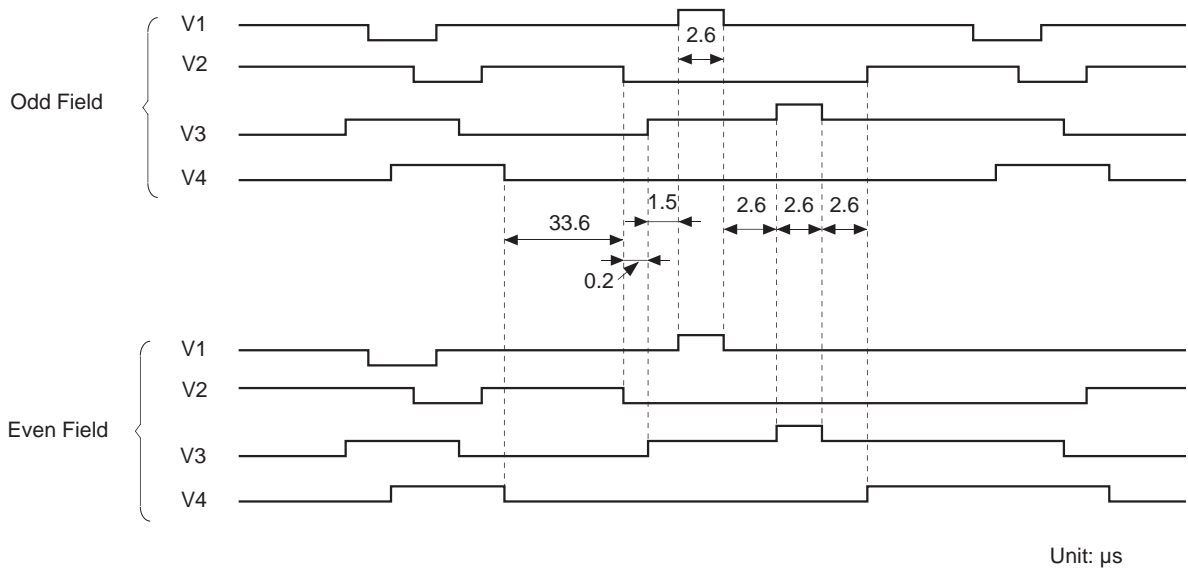 V1
2.6
V2
Odd Field
V3
V4
1.5
2.6 2.6 2.6
33.6
0.2
V1
V2
Even Field
V3
V4
Unit: µs